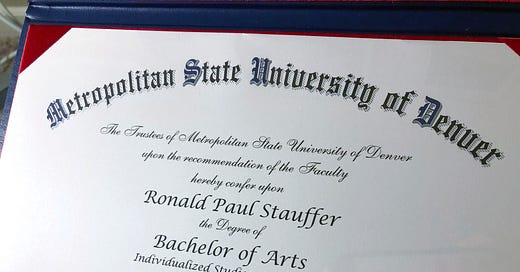 Metropolitan State University of Denver
The Trustees of Metropolitan State University of Denver
upon the recommendation of the Faculty
hereby confer upon
Ronald Paul Stauffer
the Degree of
Bachelor of Arts
Individualized